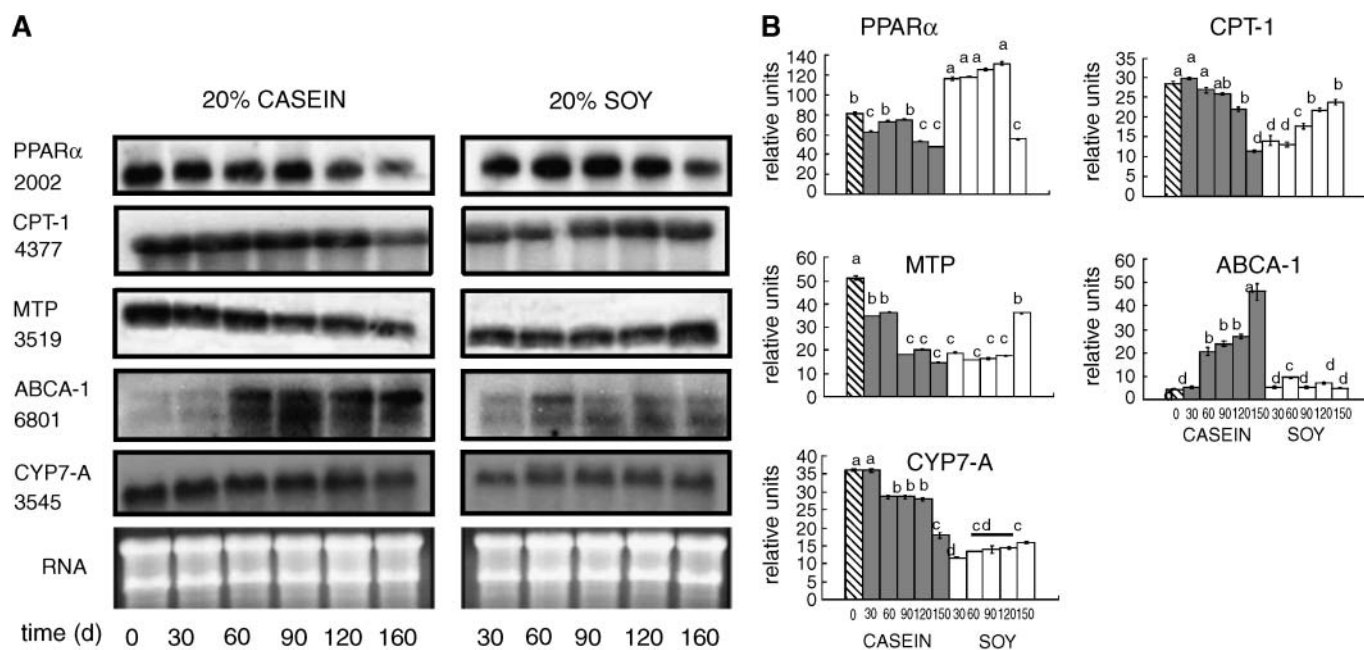 A
20% CASEIN
20% SOY
PPARα
2002
CPT-1
4377
MTP
3519
ABCA-1
6801
CYP7-A
3545
RNA
time (d) 0 30 60 90 120 160
30 60 90 120 160
B
PPARα
relative units
140
120
100
80
60
40
20
0
b c b b c c a a a a c
CPT-1
relative units
35
30
25
20
15
10
5
0
a a a ab b d d d c b b
MTP
relative units
60
50
40
30
20
10
0
a b b c c c c c c c b
ABCA-1
relative units
60
50
40
30
20
10
0
d b b b a d c d d d
0 30 60 90 120 150 30 60 90 120 150
CASEIN SOY
CYP7-A
relative units
40
35
30
25
20
15
10
5
0
a a b b b c d cd c
0 30 60 90 120 150 30 60 90 120 150
CASEIN SOY